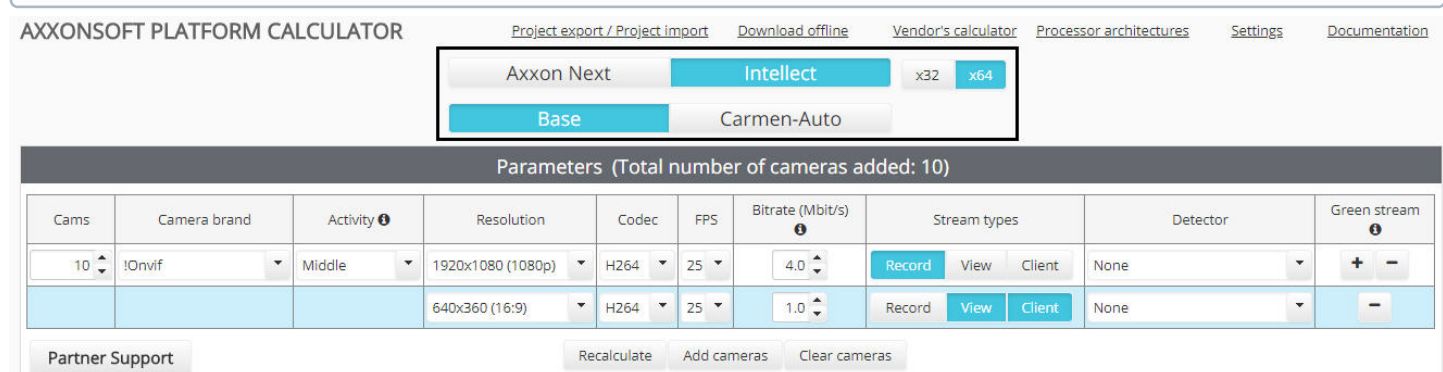 AXXONSOFT PLATFORM CALCULATOR Project export / Project import Download offline Vendor's calculator Processor architectures Settings Documentation
Axxon Next Intellect x32 x64
Base Carmen-Auto
Parameters (Total number of cameras added: 10)
Cams Camera brand Activity Resolution Codec FPS Bitrate (Mbit/s) Stream types Detector Green stream
10 !Onvif Middle 1920x1080 (1080p) H264 25 4.0 Record View Client None + −
640x360 (16:9) H264 25 1.0 Record View Client None −
Partner Support Recalculate Add cameras Clear cameras